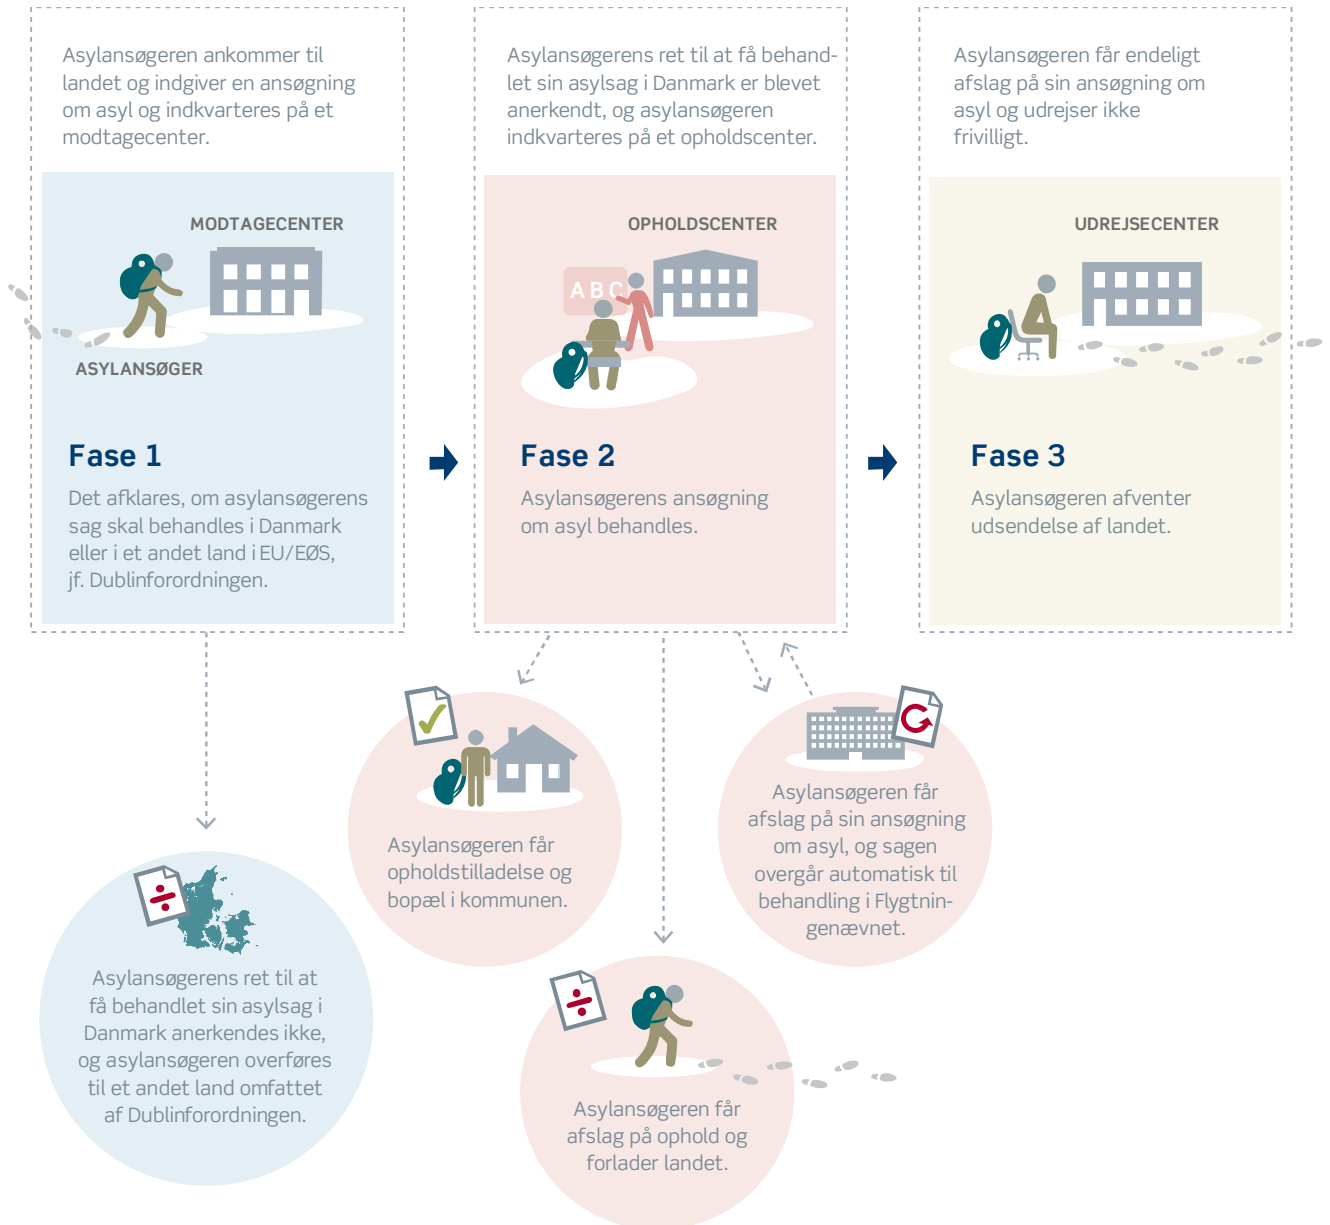 Asylansøgeren ankommer til
landet og indgiver en ansøgning
om asyl og indkvarteres på et
modtagecenter.
MODTAGECENTER
ASYLANSØGER
Fase 1
Det afklares, om asylansøgerens
sag skal behandles i Danmark
eller i et andet land i EU/EØS,
jf. Dublinforordningen.
Asylansøgerens ret til at få behand-
let sin asylsag i Danmark er blevet
anerkendt, og asylansøgeren
indkvarteres på et opholdscenter.
OPHOLDSCENTER
ABC
Fase 2
Asylansøgerens ansøgning
om asyl behandles.
Asylansøgeren får endeligt
afslag på sin ansøgning om
asyl og udrejser ikke
frivilligt.
UDREJSECENTER
Fase 3
Asylansøgeren afventer
udsendelse af landet.
Asylansøgerens ret til at
få behandlet sin asylsag i
Danmark anerkendes ikke,
og asylansøgeren overføres
til et andet land omfattet
af Dublinforordningen.
Asylansøgeren får
opholdstilladelse og
bopæl i kommunen.
Asylansøgeren får
afslag på ophold og
forlader landet.
Asylansøgeren får
afslag på sin ansøgning
om asyl, og sagen
overgår automatisk til
behandling i Flygtnin-
genævnet.